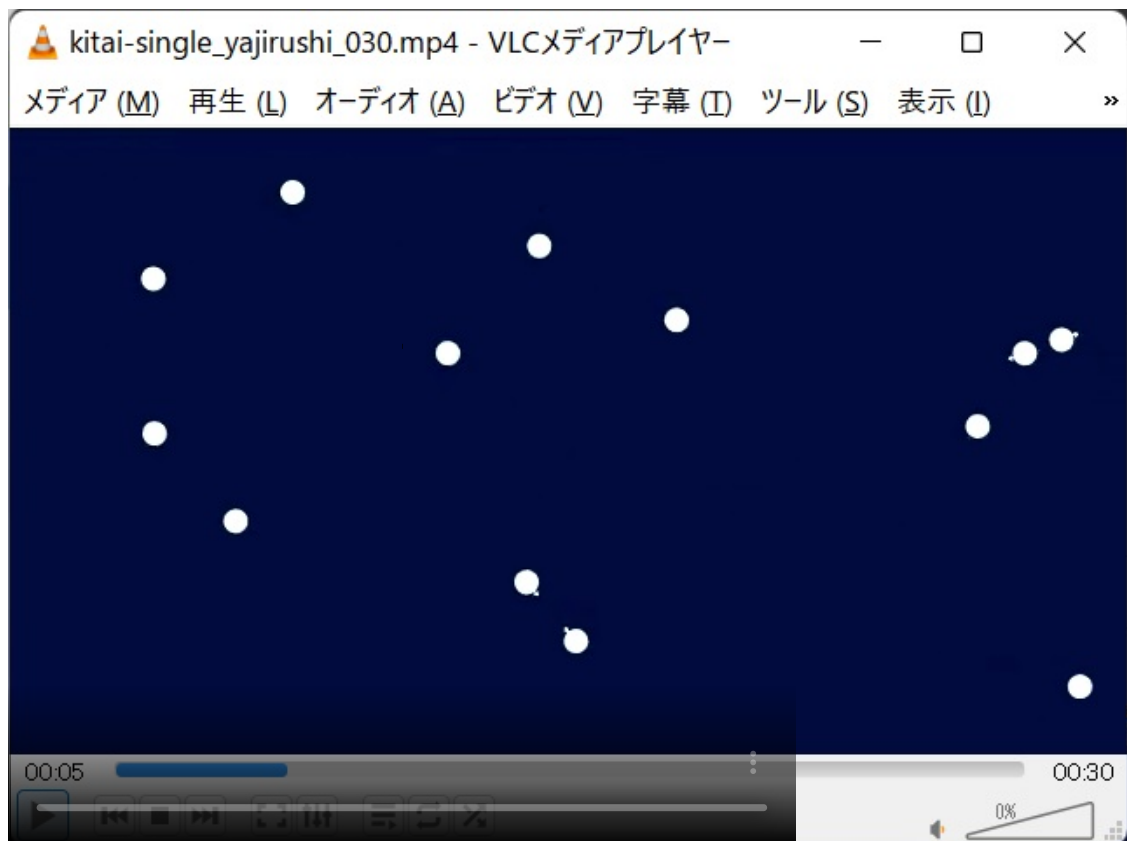 kitai-single_yajirushi_030.mp4 - VLCメディアプレイヤー
メディア (M) 再生 (L) オーディオ (A) ビデオ (V) 字幕 (T) ツール (S) 表示 (I) »
00:05 00:30
0%